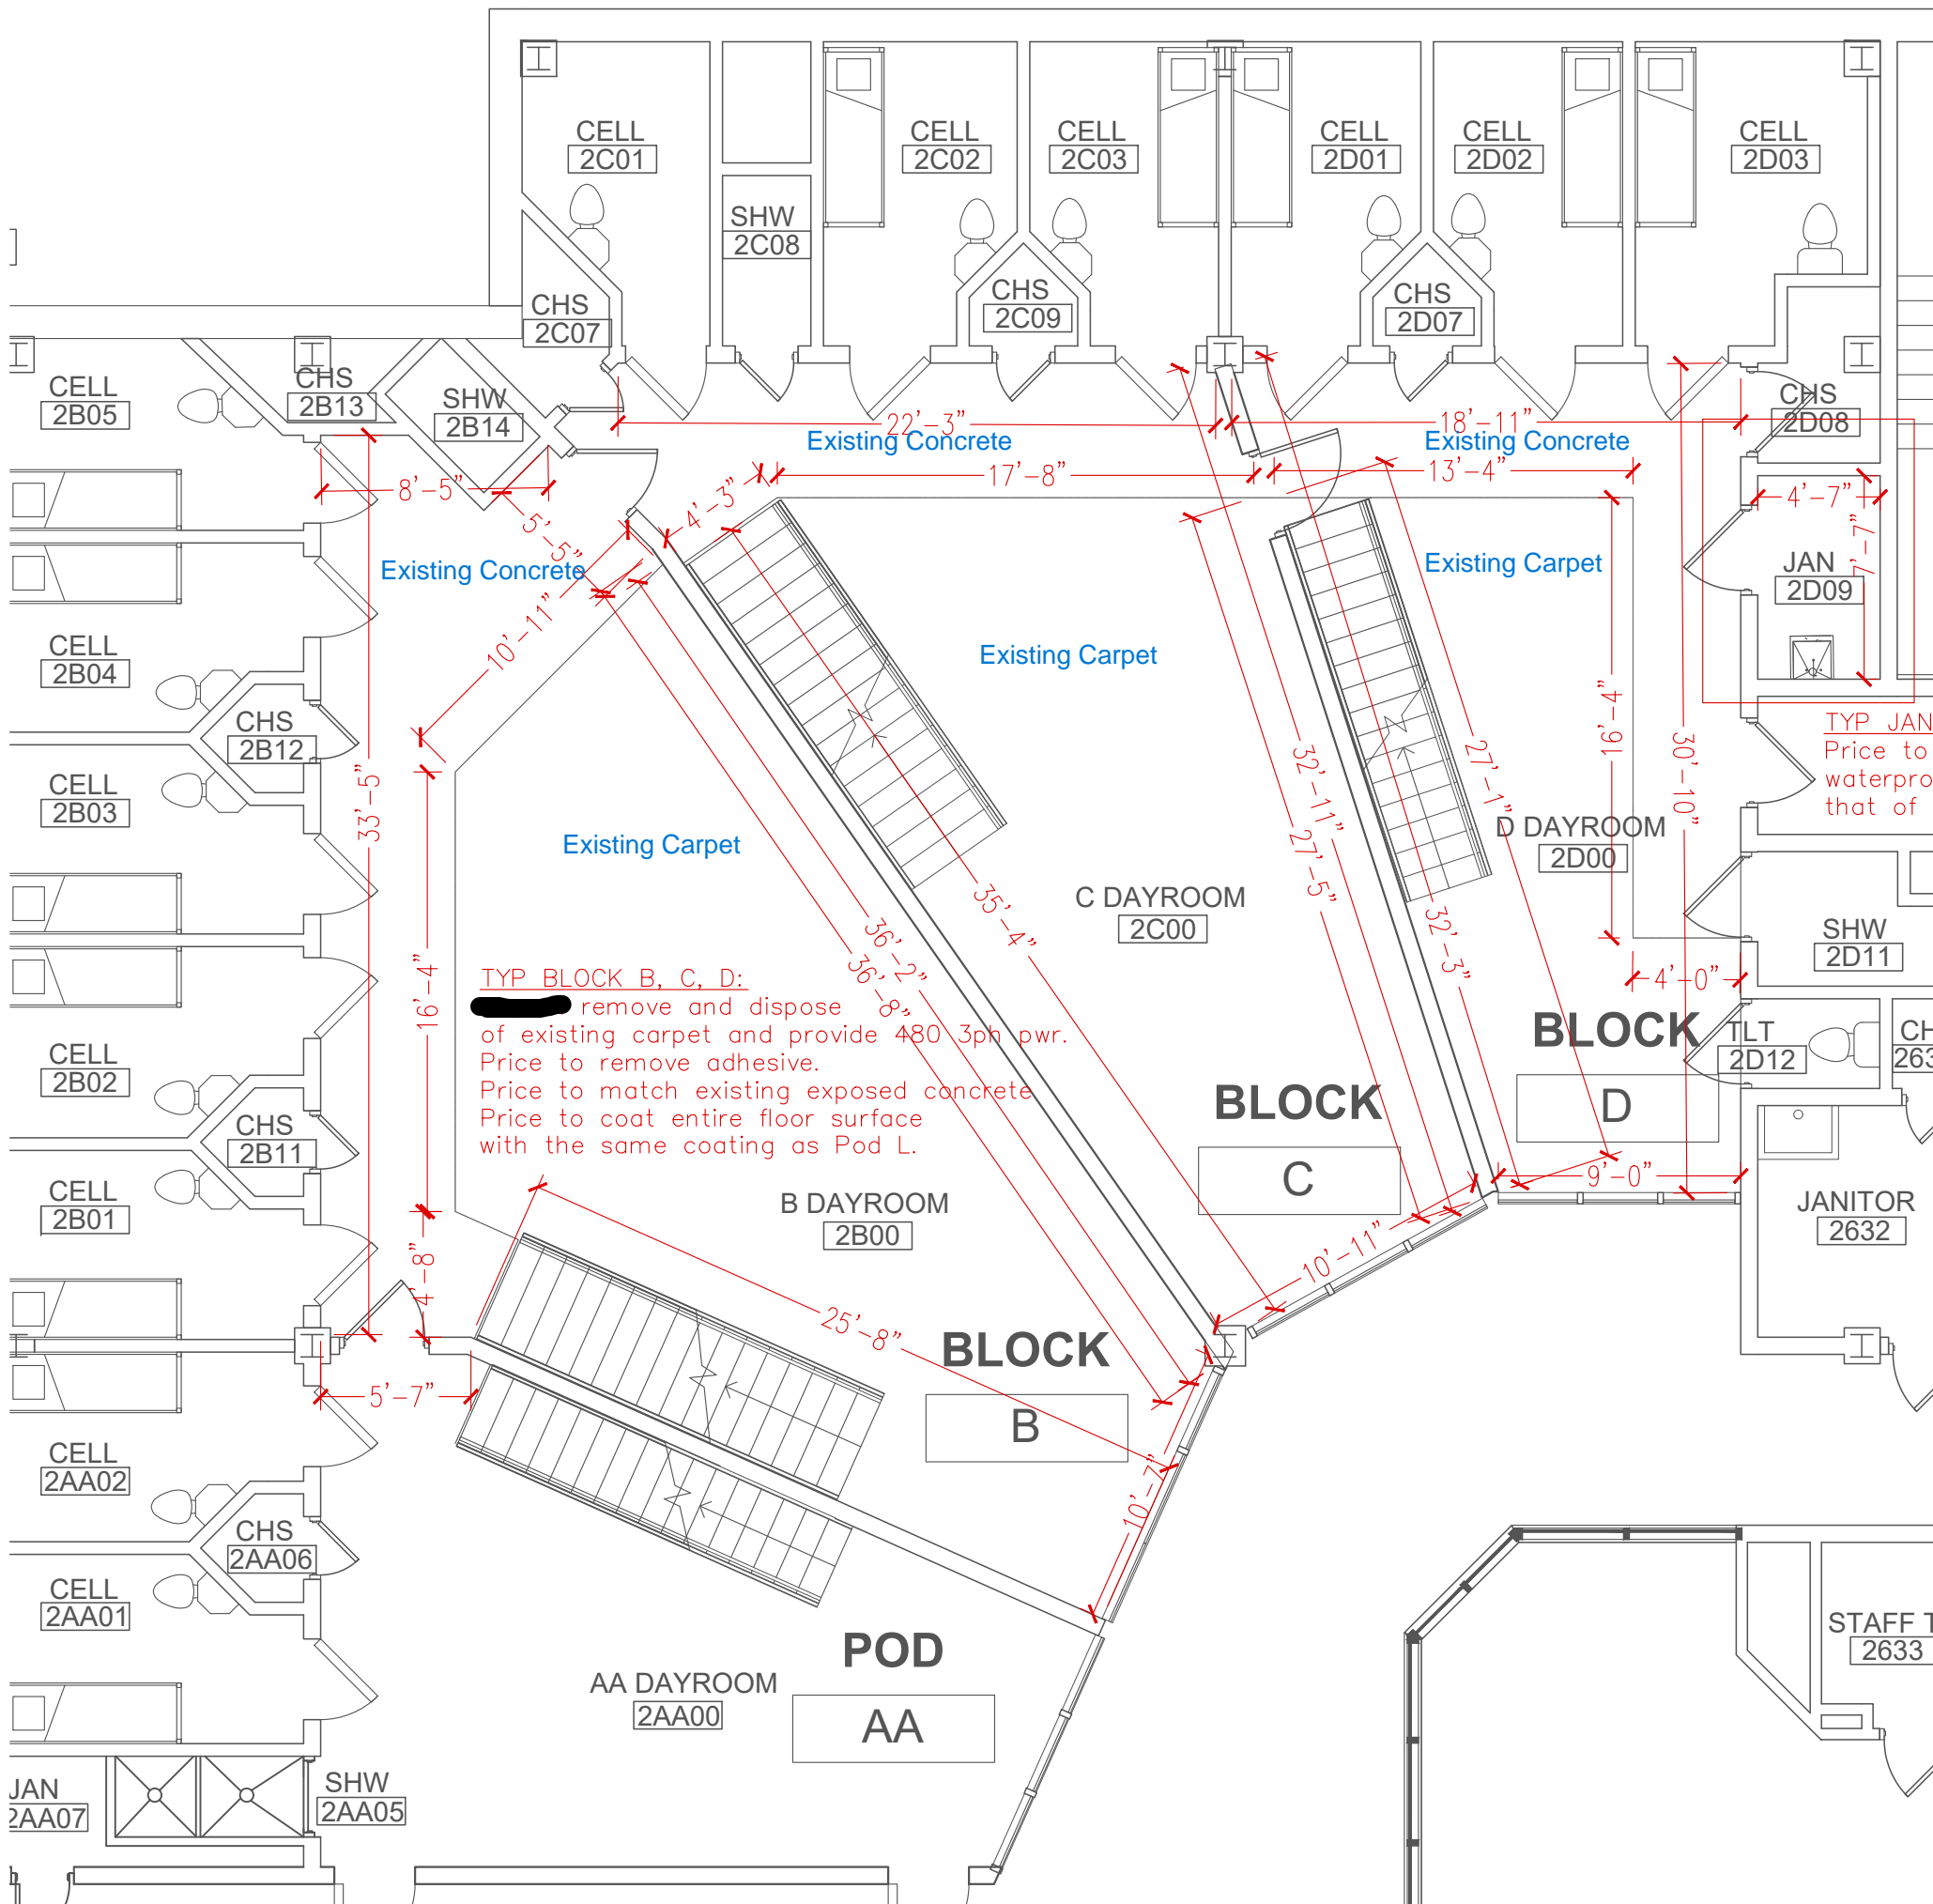 CELL
2C01
SHW
2C08
CELL
2C02
CELL
2C03
CELL
2D01
CELL
2D02
CELL
2D03
CHS
2C07
CHS
2C09
CHS
2D07
CELL
2B05
CHS
2B13
SHW
2B14
CHS
2D08
22'-3"
18'-11"
Existing Concrete
Existing Concrete
17'-8"
13'-4"
8'-5"
4'-3"
5'-5"
4'-7"
7'-7"
JAN
2D09
Existing Concrete
Existing Carpet
10'-11"
Existing Carpet
CELL
2B04
CHS
2B12
CELL
2B03
33'-5"
Existing Carpet
16'-4"
30'-10"
32'-11"
27'-1"
27'-5"
TYP JAN
Price to
waterpro
that of
D DAYROOM
2D00
C DAYROOM
2C00
35'-4"
36'-2"
36'-8"
32'-3"
SHW
2D11
4'-0"
16'-4"
TYP BLOCK B, C, D:
remove and dispose
of existing carpet and provide 480 3ph pwr.
Price to remove adhesive.
Price to match existing exposed concrete
Price to coat entire floor surface
with the same coating as Pod L.
BLOCK
D
TLT
2D12
CH
263
CELL
2B02
CHS
2B11
CELL
2B01
BLOCK
C
9'-0"
JANITOR
2632
B DAYROOM
2B00
4'-8"
10'-11"
25'-8"
BLOCK
B
5'-7"
10'-7"
CELL
2AA02
CHS
2AA06
CELL
2AA01
POD
AA
AA DAYROOM
2AA00
STAFF T
2633
JAN
2AA07
SHW
2AA05